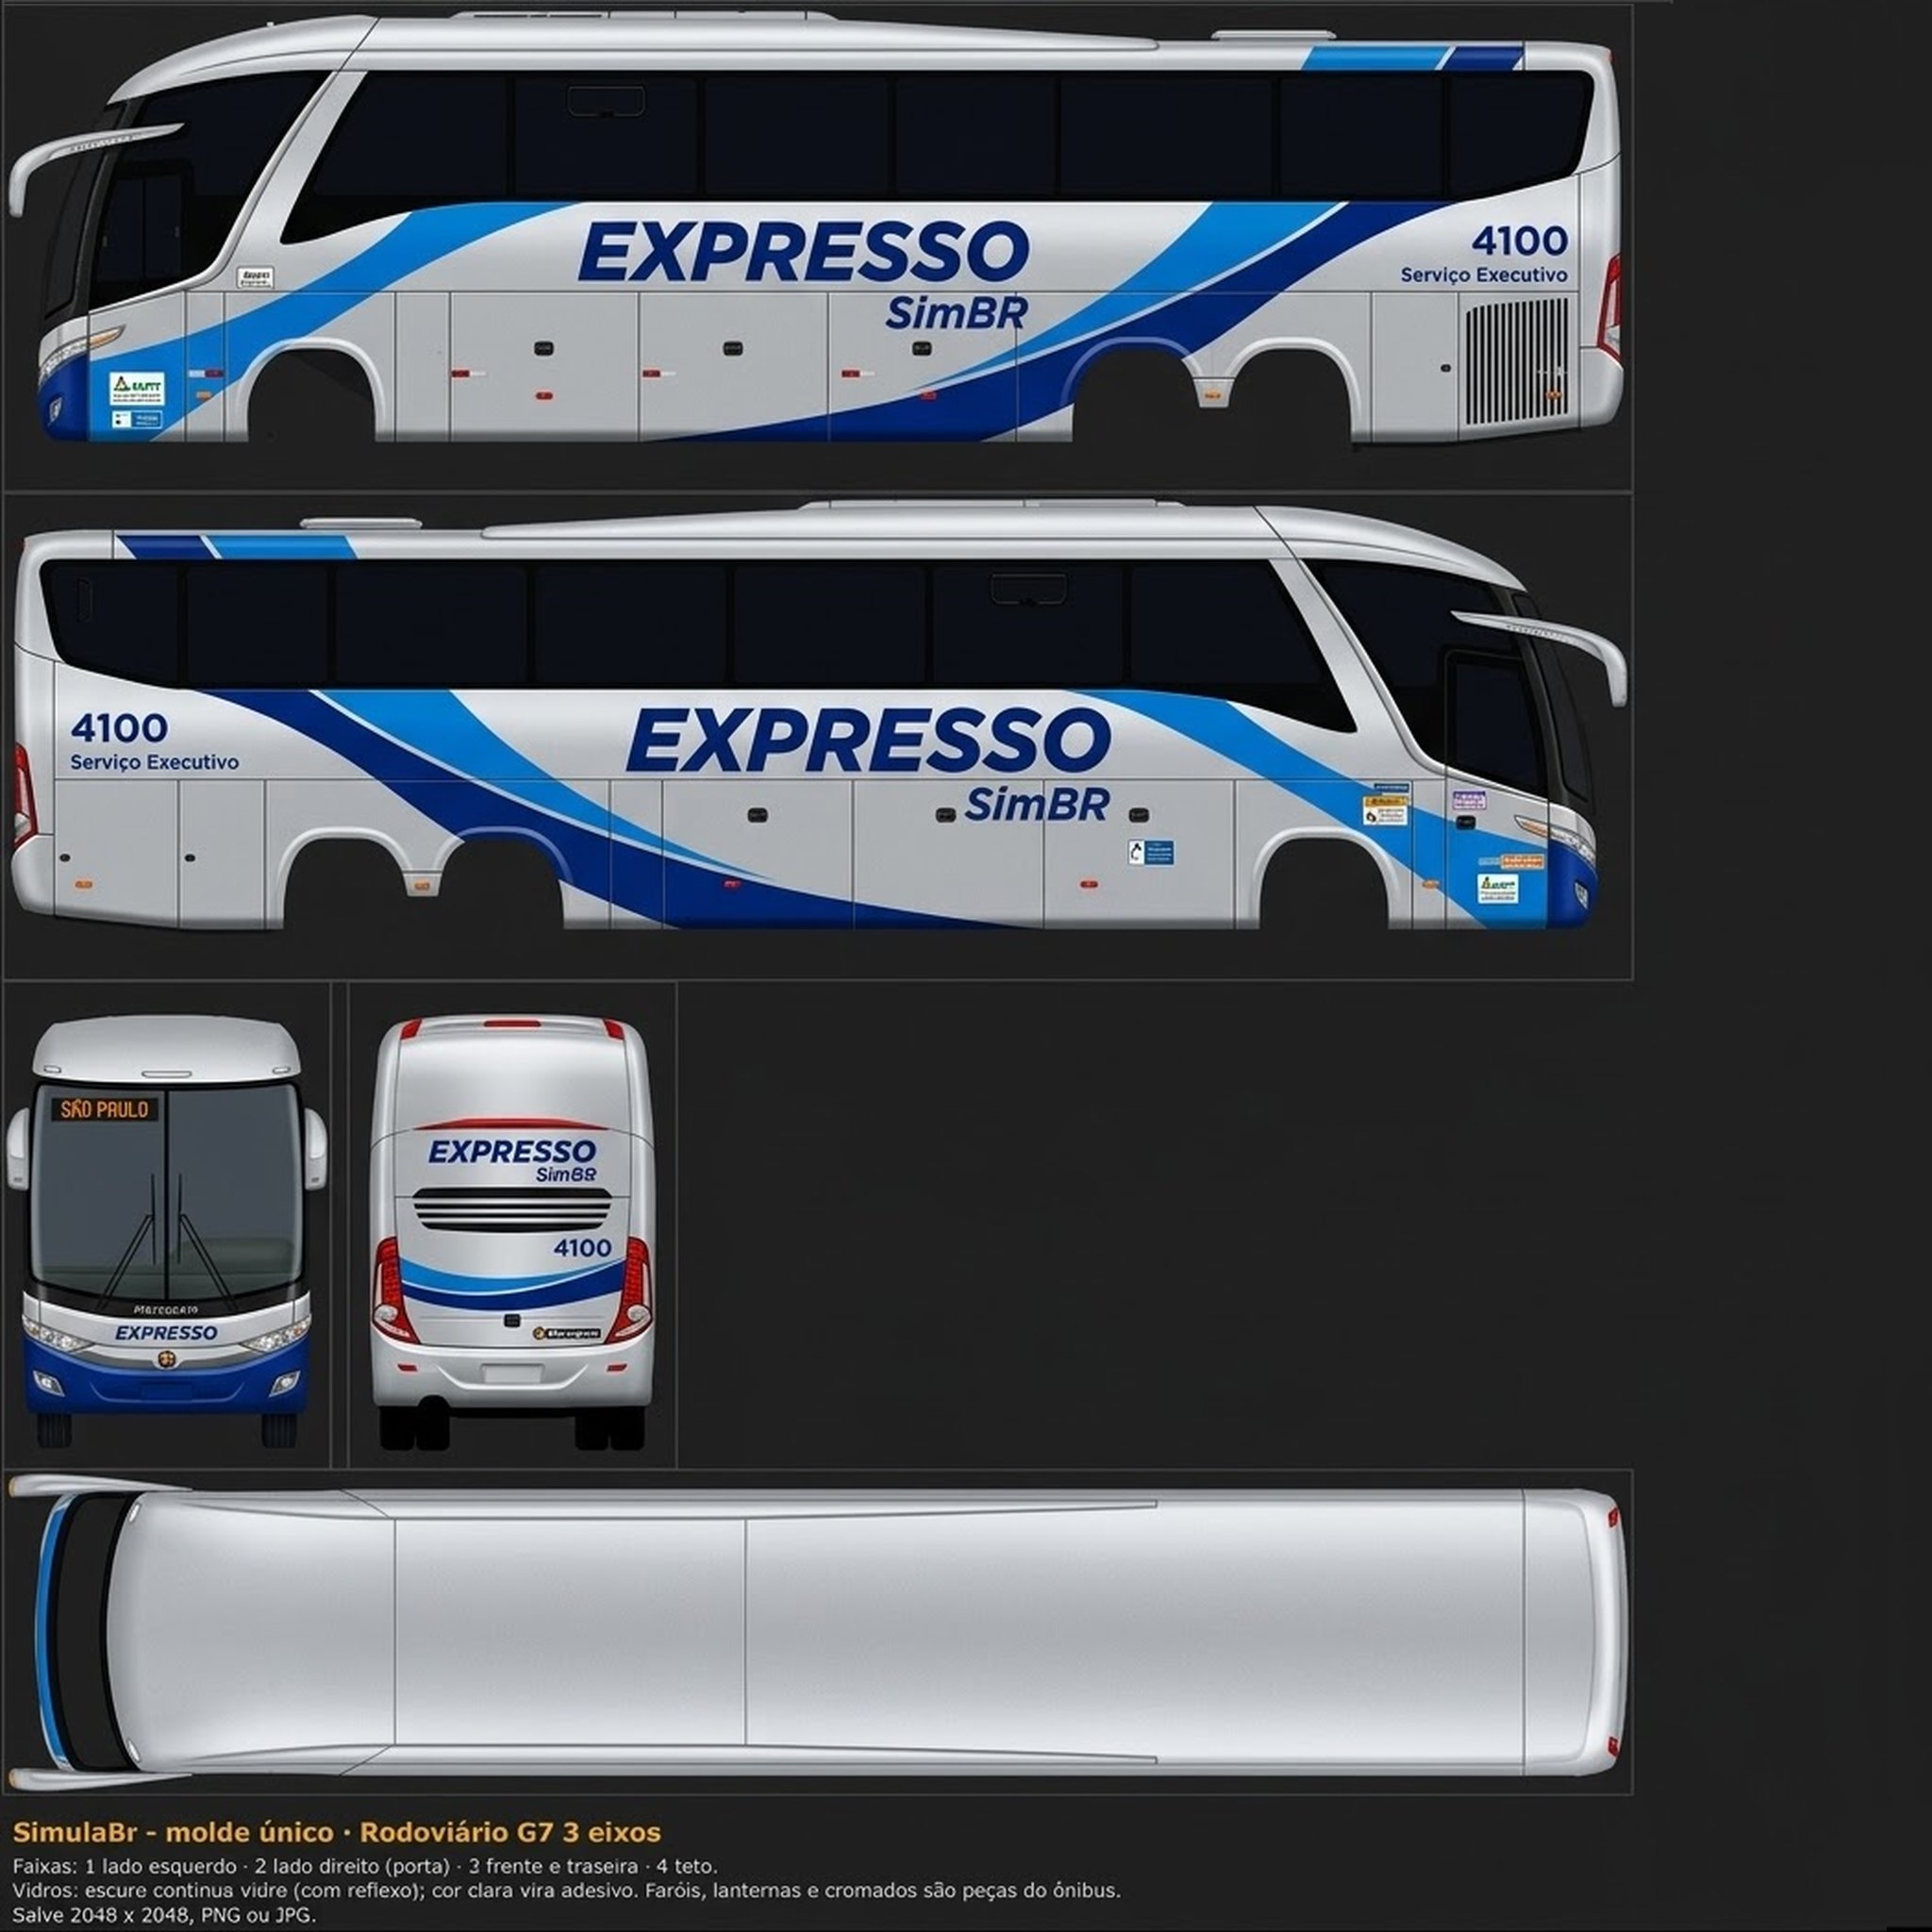 EXPRESSO
SimBR
4100
Serviço Executivo
4100
Serviço Executivo
EXPRESSO
SimBR
SÃO PAULO
EXPRESSO
EXPRESSO
SimBR
4100
SimulaBr - molde único · Rodoviário G7 3 eixos
Faixas: 1 lado esquerdo · 2 lado direito (porta) · 3 frente e traseira · 4 teto.
Vidros: escure continua vidre (com reflexo); cor clara vira adesivo. Faróis, lanternas e cromados são peças do ónibus.
Salve 2048 x 2048, PNG ou JPG.